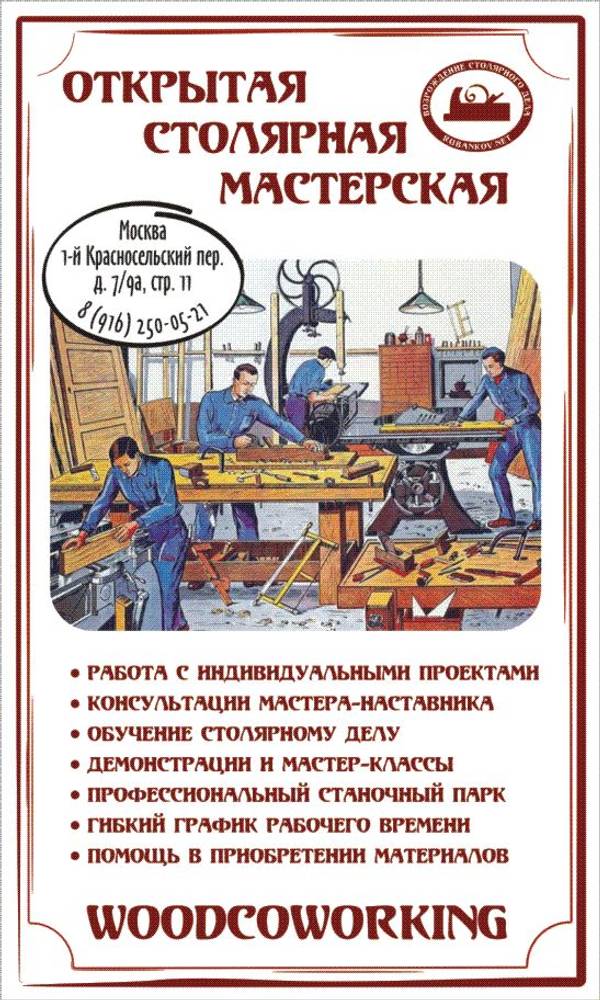 ОТКРЫТАЯ
СТОЛЯРНАЯ
МАСТЕРСКАЯ
ВОЗРОЖДЕНИЕ СТОЛЯРНОГО ДЕЛА
RUBANKOV.NET
Москва
1-й Красносельский пер.
д. 7/9а, стр. 11
8 (916) 250-05-21
• РАБОТА С ИНДИВИДУАЛЬНЫМИ ПРОЕКТАМИ
• КОНСУЛЬТАЦИИ МАСТЕРА-НАСТАВНИКА
• ОБУЧЕНИЕ СТОЛЯРНОМУ ДЕЛУ
• ДЕМОНСТРАЦИИ И МАСТЕР-КЛАССЫ
• ПРОФЕССИОНАЛЬНЫЙ СТАНОЧНЫЙ ПАРК
• ГИБКИЙ ГРАФИК РАБОЧЕГО ВРЕМЕНИ
• ПОМОЩЬ В ПРИОБРЕТЕНИИ МАТЕРИАЛОВ
WOODCOWORKING